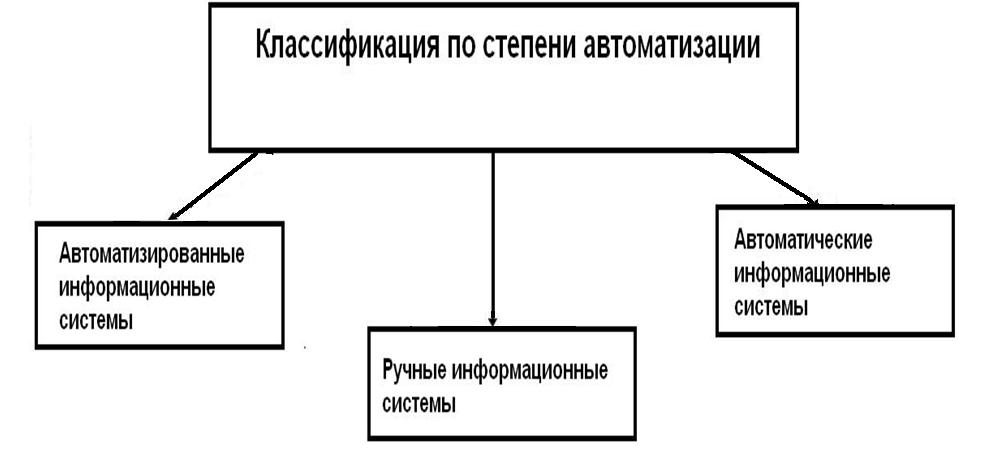 Классификация по степени автоматизации
Автоматизированные
информационные
системы
Ручные информационные
системы
Автоматические
информационные
системы